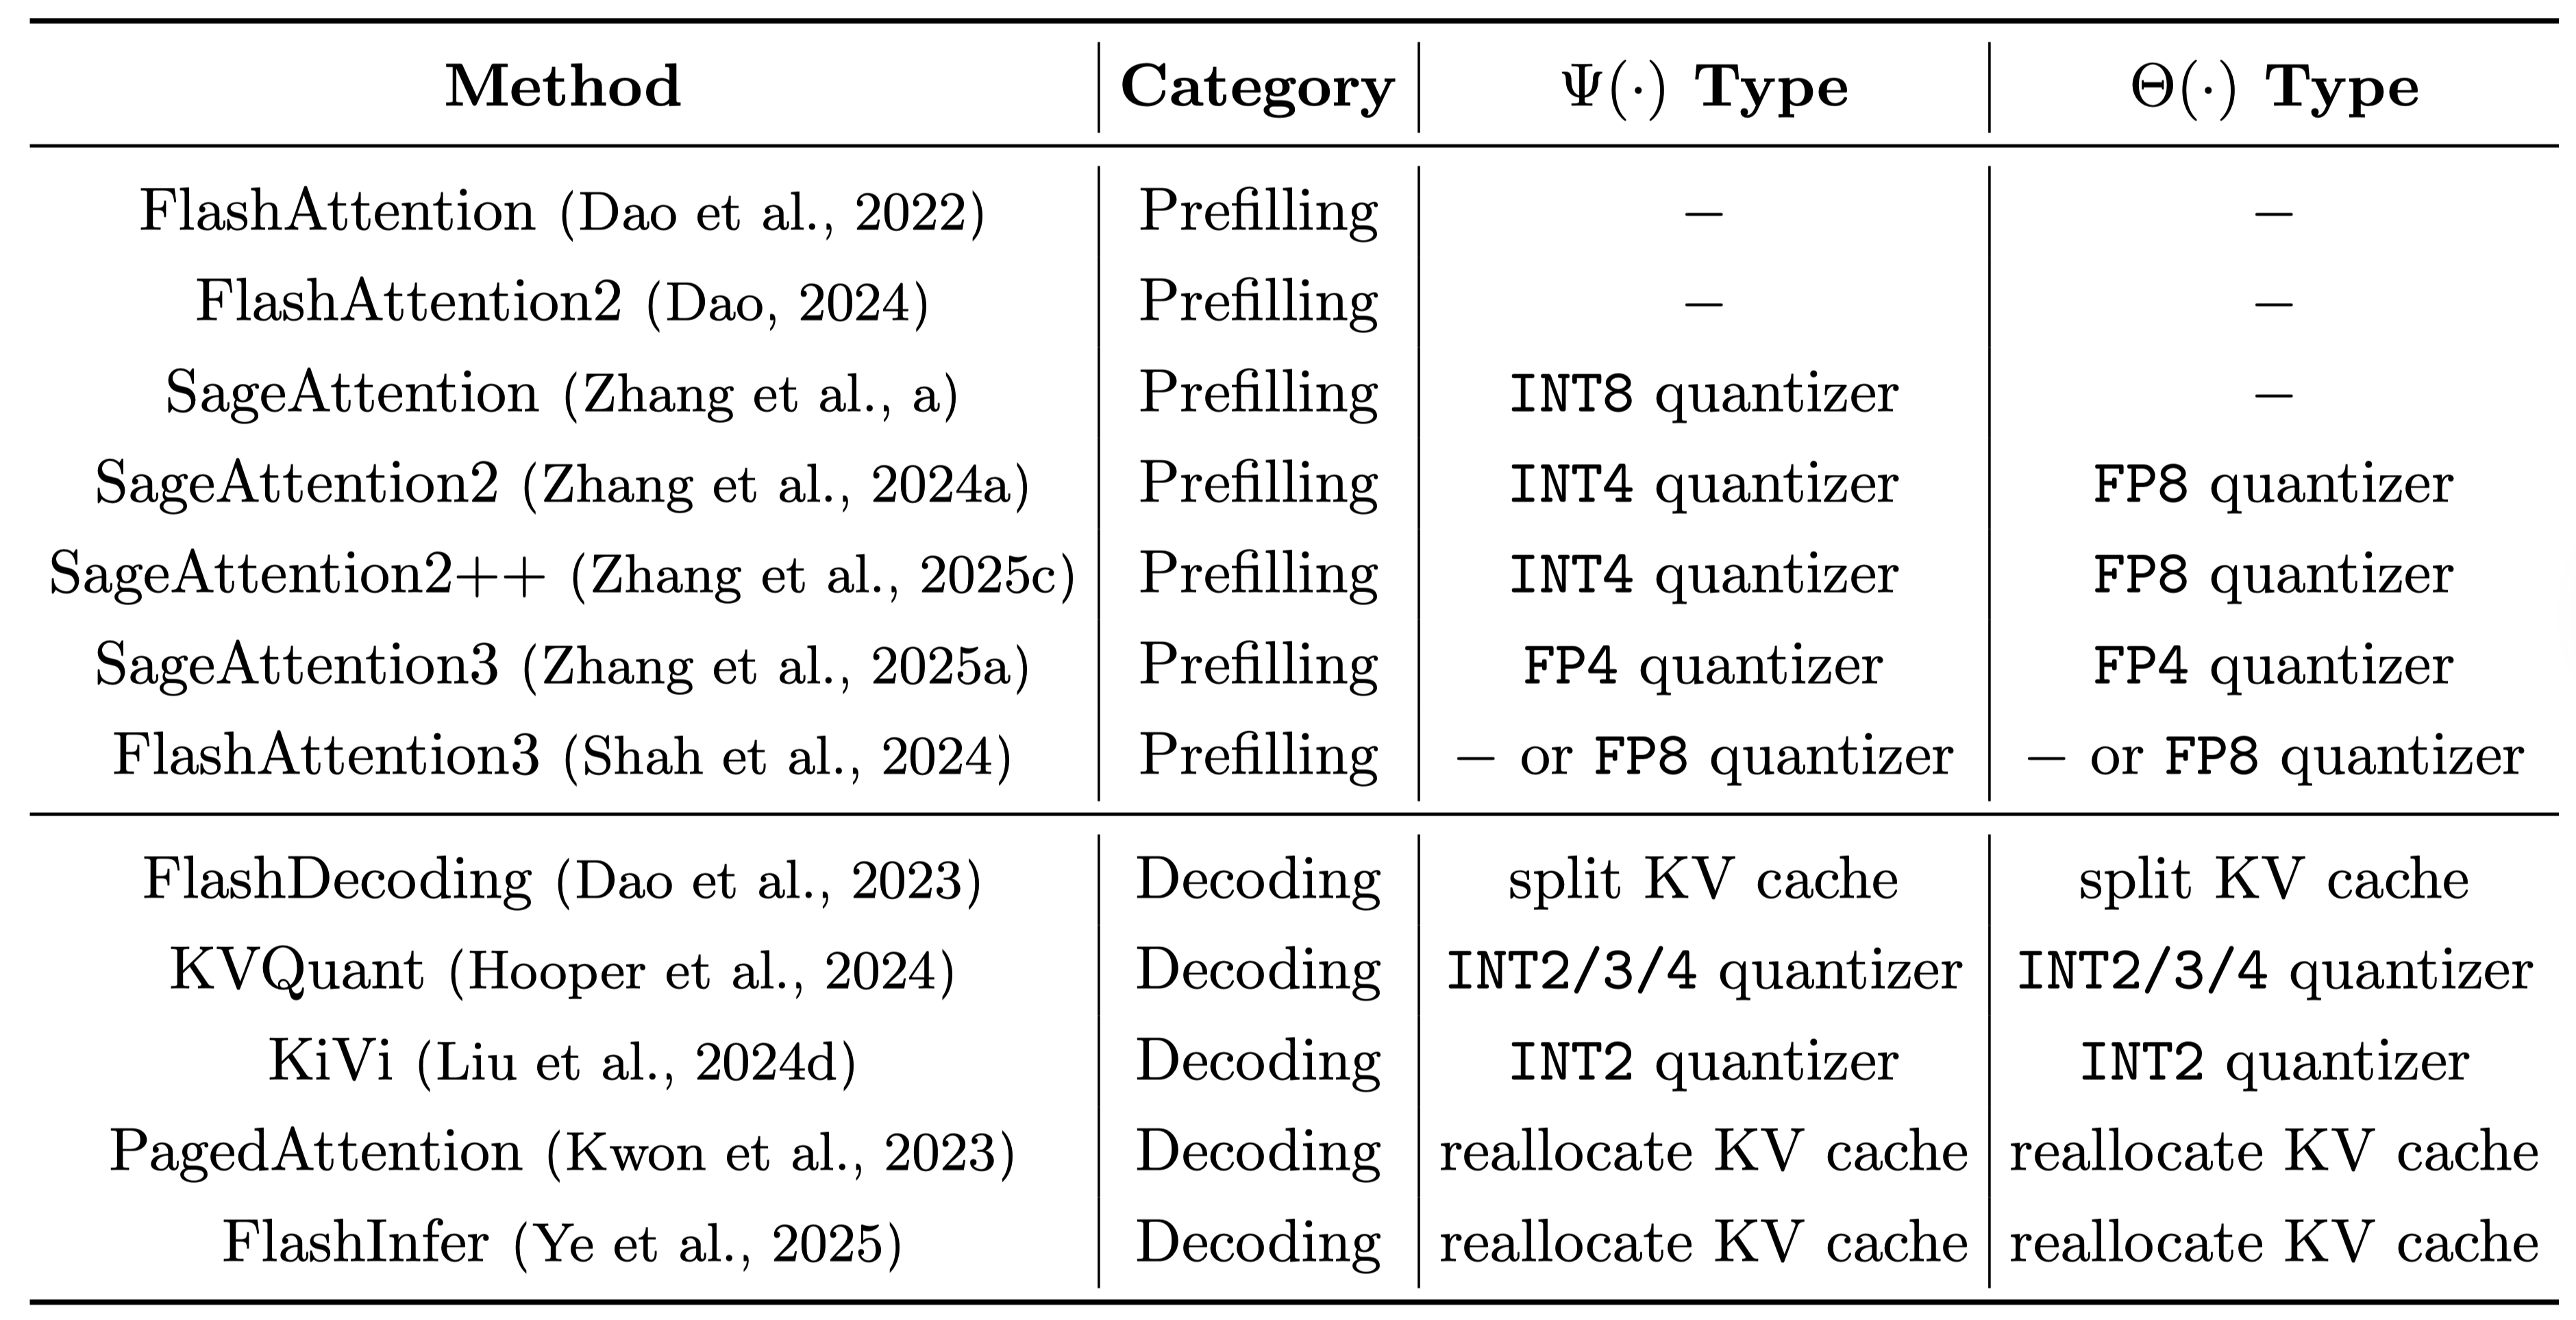 Method Category Ψ(·) Type Θ(·) Type
FlashAttention (Dao et al., 2022) Prefilling – –
FlashAttention2 (Dao, 2024) Prefilling – –
SageAttention (Zhang et al., a) Prefilling INT8 quantizer –
SageAttention2 (Zhang et al., 2024a) Prefilling INT4 quantizer FP8 quantizer
SageAttention2++ (Zhang et al., 2025c) Prefilling INT4 quantizer FP8 quantizer
SageAttention3 (Zhang et al., 2025a) Prefilling FP4 quantizer FP4 quantizer
FlashAttention3 (Shah et al., 2024) Prefilling – or FP8 quantizer – or FP8 quantizer
FlashDecoding (Dao et al., 2023) Decoding split KV cache split KV cache
KVQuant (Hooper et al., 2024) Decoding INT2/3/4 quantizer INT2/3/4 quantizer
KiVi (Liu et al., 2024d) Decoding INT2 quantizer INT2 quantizer
PagedAttention (Kwon et al., 2023) Decoding reallocate KV cache reallocate KV cache
FlashInfer (Ye et al., 2025) Decoding reallocate KV cache reallocate KV cache